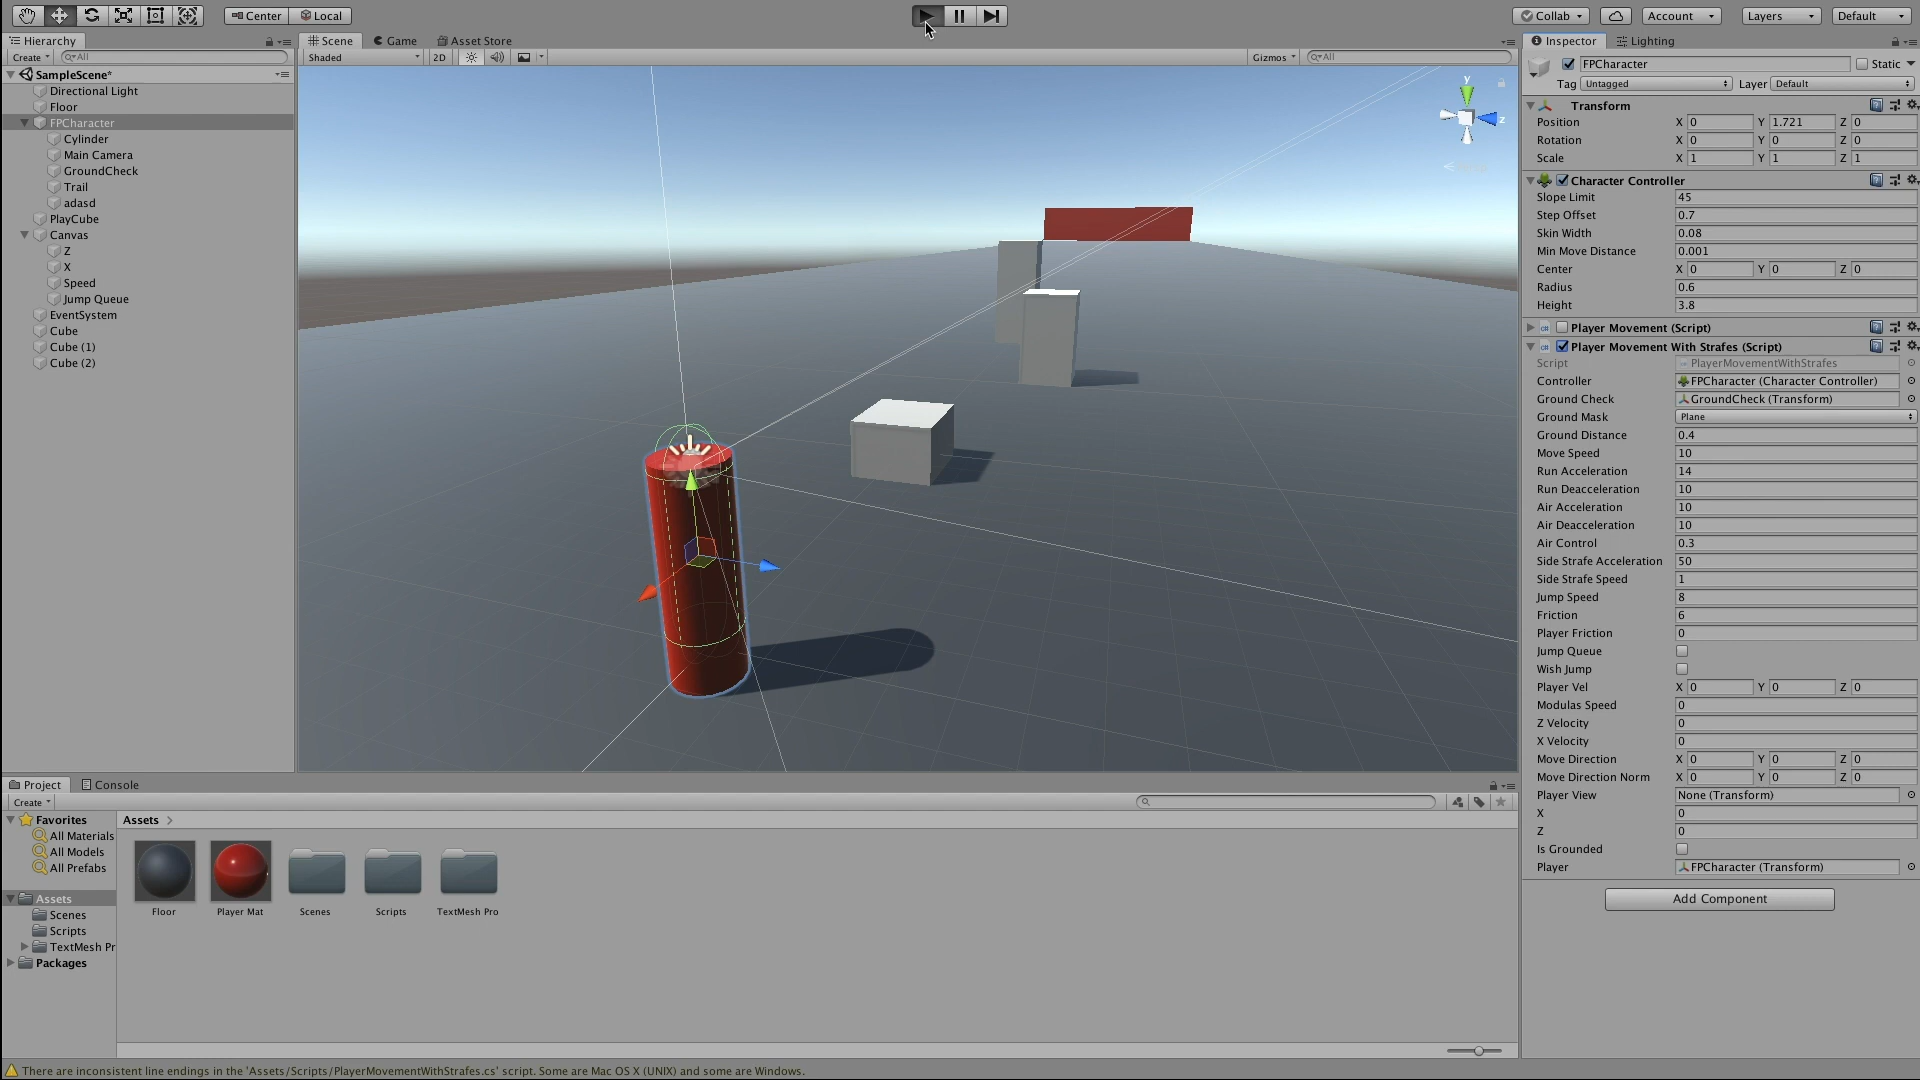 Center Local
Collab Account Layers Default
Hierarchy
Create All
SampleScene*
Directional Light
Floor
FPCharacter
Cylinder
Main Camera
GroundCheck
Trail
adasd
PlayCube
Canvas
Z
X
Speed
Jump Queue
EventSystem
Cube
Cube (1)
Cube (2)
Scene Game Asset Store
Shaded 2D Gizmos All
y
z
Inspector Lighting
FPCharacter Static
Tag Untagged Layer Default
Transform
Position X 0 Y 1.721 Z 0
Rotation X 0 Y 0 Z 0
Scale X 1 Y 1 Z 1
Character Controller
Slope Limit 45
Step Offset 0.7
Skin Width 0.08
Min Move Distance 0.001
Center X 0 Y 0 Z 0
Radius 0.6
Height 3.8
Player Movement (Script)
Player Movement With Strafes (Script)
Script PlayerMovementWithStrafes
Controller FPCharacter (Character Controller)
Ground Check GroundCheck (Transform)
Ground Mask Plane
Ground Distance 0.4
Move Speed 10
Run Acceleration 14
Run Deacceleration 10
Air Acceleration 10
Air Deacceleration 10
Air Control 0.3
Side Strafe Acceleration 50
Side Strafe Speed 1
Jump Speed 8
Friction 6
Player Friction 0
Jump Queue
Wish Jump
Player Vel X 0 Y 0 Z 0
Modulas Speed 0
Z Velocity 0
X Velocity 0
Move Direction X 0 Y 0 Z 0
Move Direction Norm X 0 Y 0 Z 0
Player View None (Transform)
X 0
Z 0
Is Grounded
Player FPCharacter (Transform)
Add Component
Project Console
Create
Favorites
All Materials
All Models
All Prefabs
Assets
Scenes
Scripts
TextMesh Pr
Packages
Assets
Floor Player Mat Scenes Scripts TextMesh Pro
There are inconsistent line endings in the 'Assets/Scripts/PlayerMovementWithStrafes.cs' script. Some are Mac OS X (UNIX) and some are Windows.